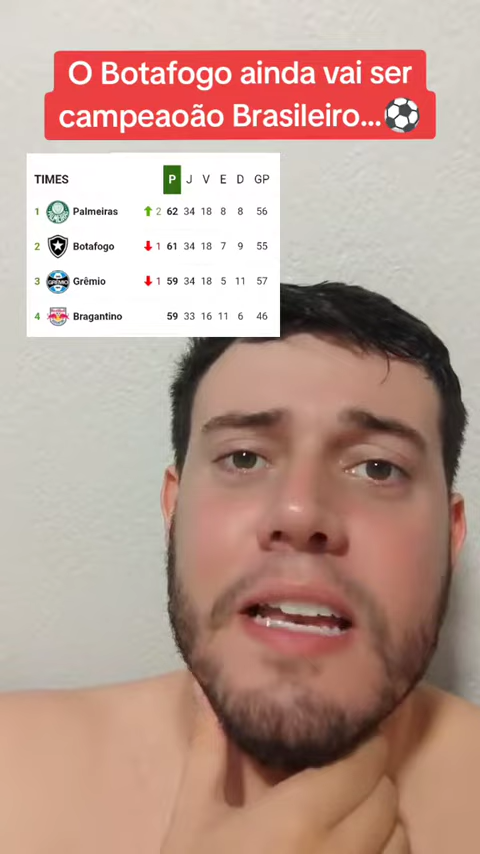 O Botafogo ainda vai ser
campeaoão Brasileiro...⚽
TIMES P J V E D GP
1 Palmeiras 2 62 34 18 8 8 56
2 Botafogo 1 61 34 18 7 9 55
3 Grêmio 1 59 34 18 5 11 57
4 Bragantino 59 33 16 11 6 46